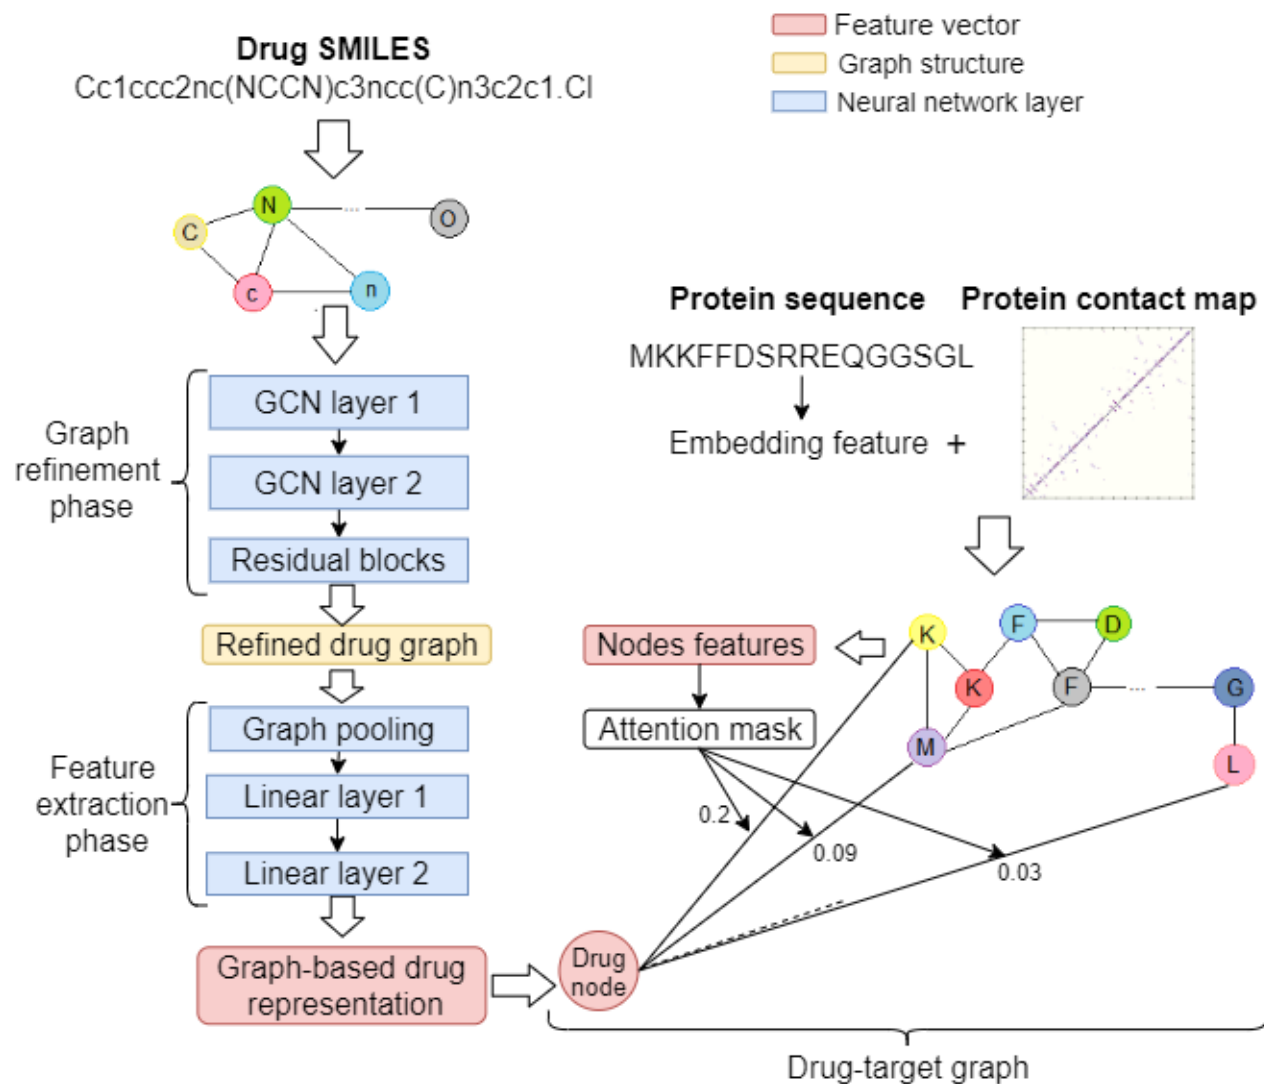 Drug SMILES
Cc1ccc2nc(NCCN)c3ncc(C)n3c2c1.Cl
Feature vector
Graph structure
Neural network layer
C
N
...
O
c
n
Graph
refinement
phase
GCN layer 1
GCN layer 2
Residual blocks
Refined drug graph
Feature
extraction
phase
Graph pooling
Linear layer 1
Linear layer 2
Graph-based drug
representation
Protein sequence
MKKFFDSRREQGGSGL
Embedding feature
+
Protein contact map
Nodes features
Attention mask
K
F
D
K
F
...
G
M
L
0.2
0.09
0.03
Drug
node
Drug-target graph